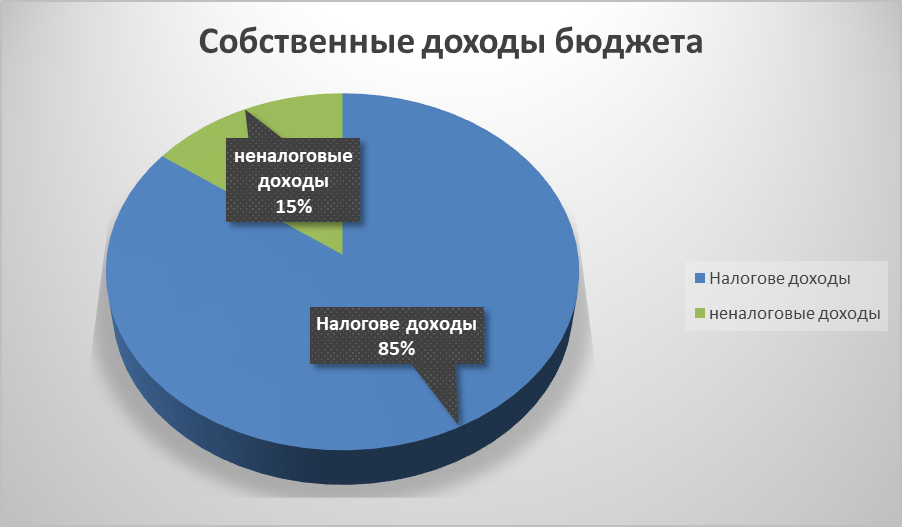 Собственные доходы бюджета
неналоговые
доходы
15%
Налогове доходы
85%
Налогове доходы
неналоговые доходы